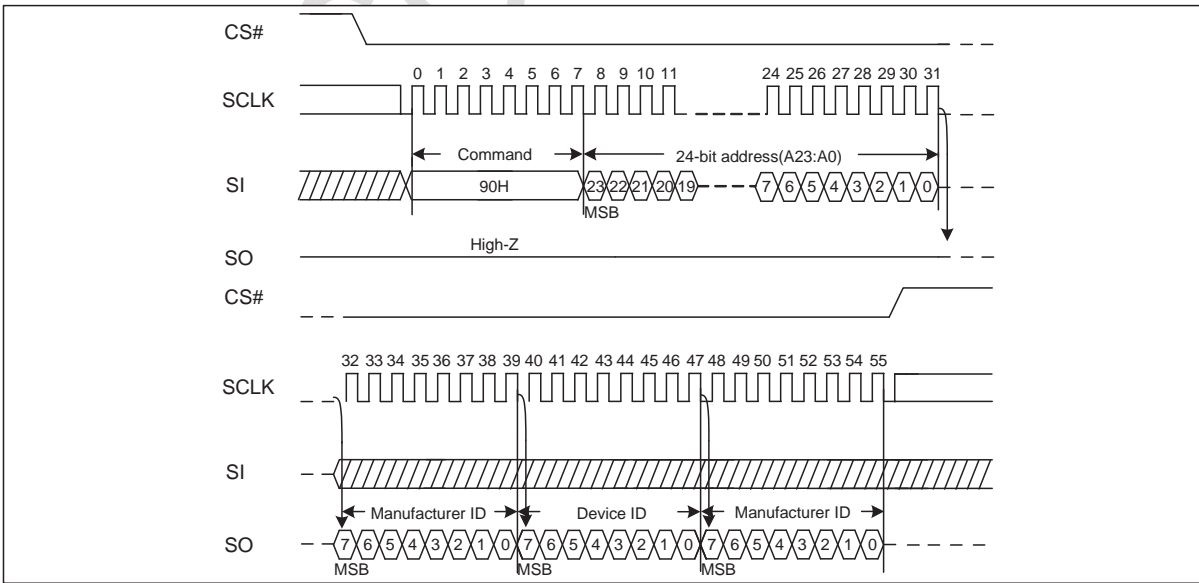 CS#
0 1 2 3 4 5 6 7 8 9 10 11 24 25 26 27 28 29 30 31
SCLK
Command 24-bit address(A23:A0)
SI 90H 23 22 21 20 19 7 6 5 4 3 2 1 0
MSB
High-Z
SO
CS#
32 33 34 35 36 37 38 39 40 41 42 43 44 45 46 47 48 49 50 51 52 53 54 55
SCLK
SI
Manufacturer ID Device ID Manufacturer ID
SO 7 6 5 4 3 2 1 0 7 6 5 4 3 2 1 0 7 6 5 4 3 2 1 0
MSB MSB MSB